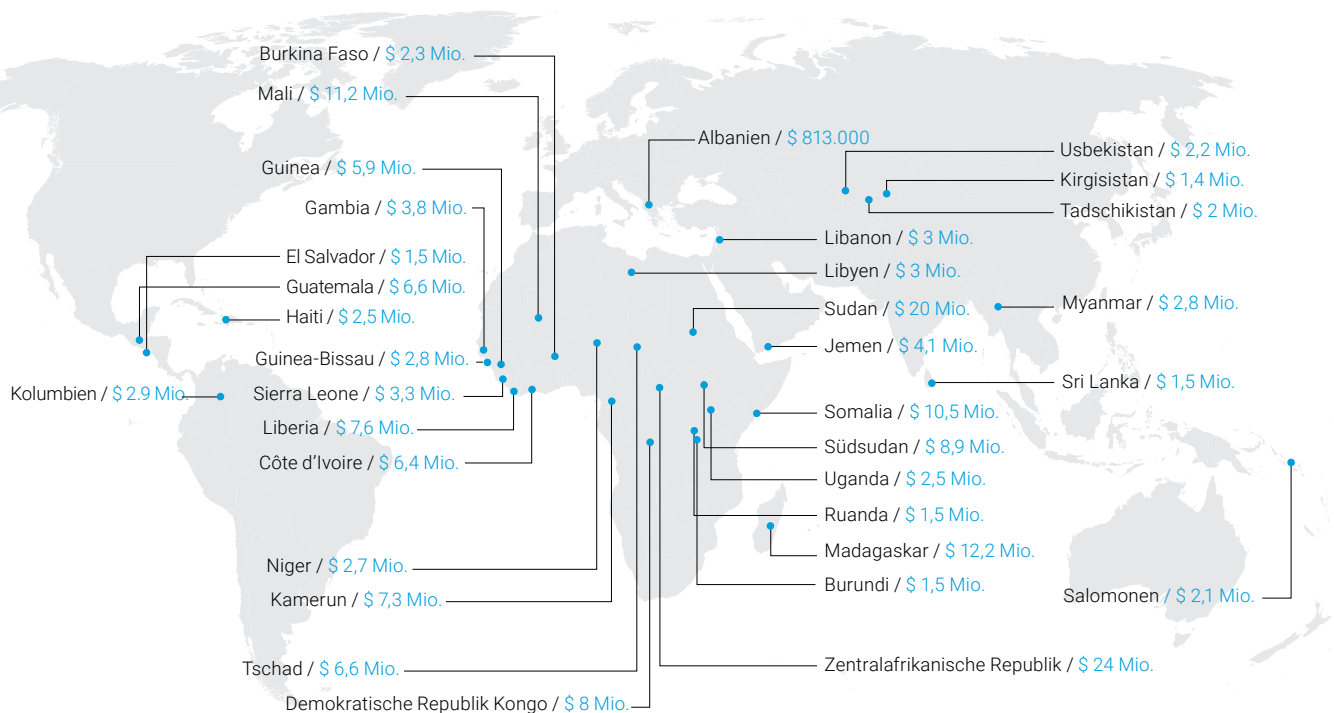 Burkina Faso / $ 2,3 Mio.
Mali / $ 11,2 Mio.
Guinea / $ 5,9 Mio.
Gambia / $ 3,8 Mio.
El Salvador / $ 1,5 Mio.
Guatemala / $ 6,6 Mio.
Haiti / $ 2,5 Mio.
Guinea-Bissau / $ 2,8 Mio.
Kolumbien / $ 2.9 Mio.
Sierra Leone / $ 3,3 Mio.
Liberia / $ 7,6 Mio.
Côte d'Ivoire / $ 6,4 Mio.
Niger / $ 2,7 Mio.
Kamerun / $ 7,3 Mio.
Tschad / $ 6,6 Mio.
Demokratische Republik Kongo / $ 8 Mio.
Albanien / $ 813.000
Libanon / $ 3 Mio.
Libyen / $ 3 Mio.
Sudan / $ 20 Mio.
Jemen / $ 4,1 Mio.
Somalia / $ 10,5 Mio.
Südsudan / $ 8,9 Mio.
Uganda / $ 2,5 Mio.
Ruanda / $ 1,5 Mio.
Madagaskar / $ 12,2 Mio.
Burundi / $ 1,5 Mio.
Zentralafrikanische Republik / $ 24 Mio.
Usbekistan / $ 2,2 Mio.
Kirgisistan / $ 1,4 Mio.
Tadschikistan / $ 2 Mio.
Myanmar / $ 2,8 Mio.
Sri Lanka / $ 1,5 Mio.
Salomonen / $ 2,1 Mio.